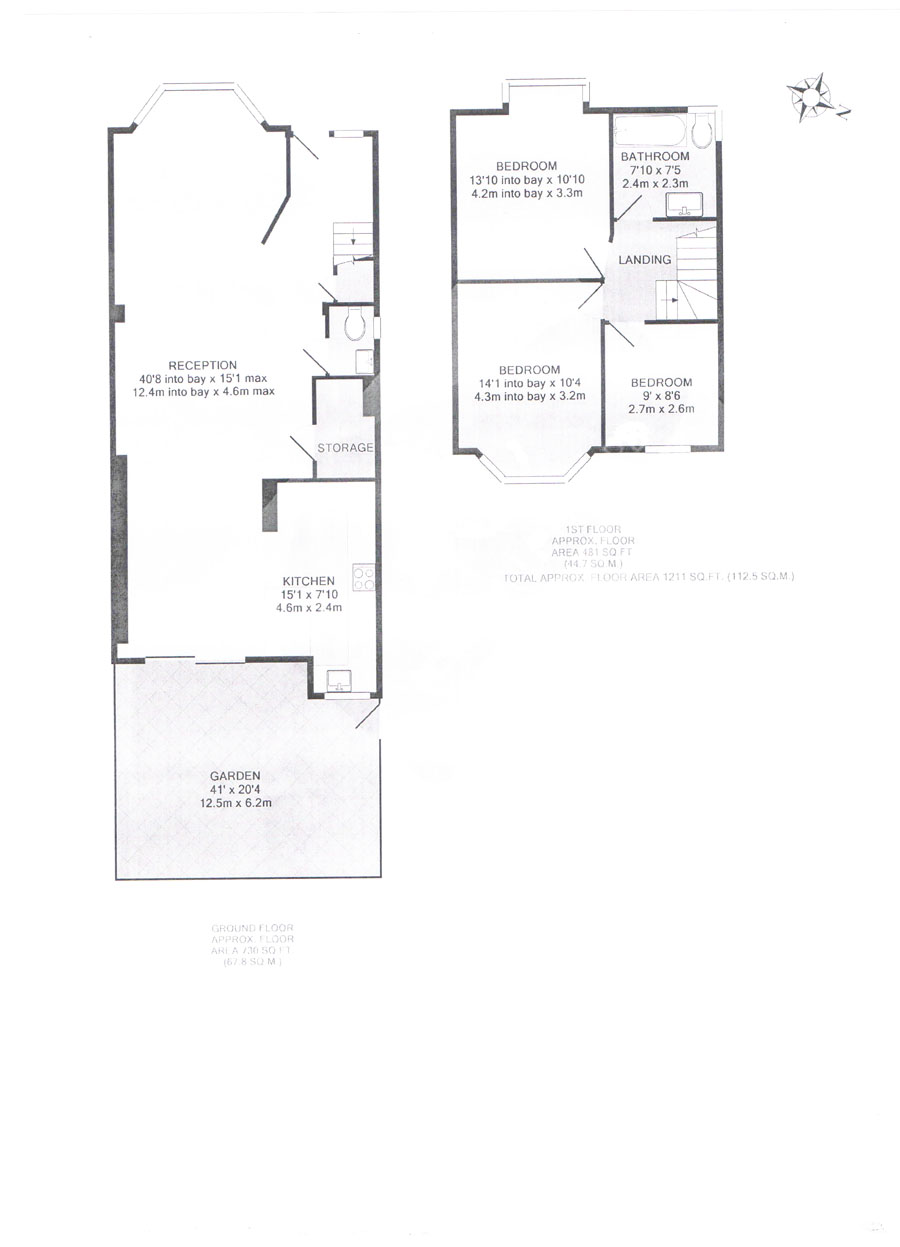 RECEPTION
40'8 into bay x 15'1 max
12.4m into bay x 4.6m max
STORAGE
KITCHEN
15'1 x 7'10
4.6m x 2.4m
GARDEN
41' x 20'4
12.5m x 6.2m
GROUND FLOOR
APPROX. FLOOR
AREA 730 SQ.FT.
(67.8 SQ.M.)
BEDROOM
13'10 into bay x 10'10
4.2m into bay x 3.3m
BATHROOM
7'10 x 7'5
2.4m x 2.3m
LANDING
BEDROOM
14'1 into bay x 10'4
4.3m into bay x 3.2m
BEDROOM
9' x 8'6
2.7m x 2.6m
1ST FLOOR
APPROX. FLOOR
AREA 481 SQ.FT.
(44.7 SQ.M.)
TOTAL APPROX. FLOOR AREA 1211 SQ.FT. (112.5 SQ.M.)
N